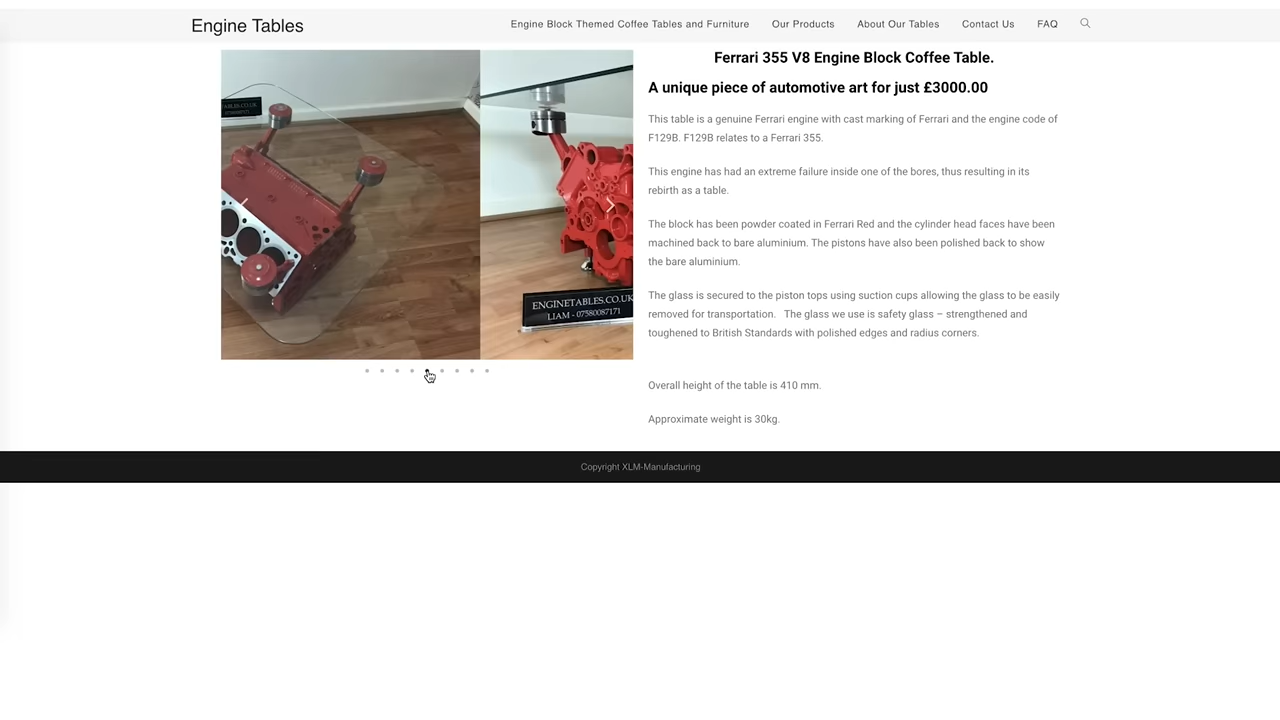 Engine Tables
Engine Block Themed Coffee Tables and Furniture Our Products About Our Tables Contact Us FAQ
Ferrari 355 V8 Engine Block Coffee Table.
A unique piece of automotive art for just £3000.00
This table is a genuine Ferrari engine with cast marking of Ferrari and the engine code of
F129B. F129B relates to a Ferrari 355.
This engine has had an extreme failure inside one of the bores, thus resulting in its
rebirth as a table.
The block has been powder coated in Ferrari Red and the cylinder head faces have been
machined back to bare aluminium. The pistons have also been polished back to show
the bare aluminium.
The glass is secured to the piston tops using suction cups allowing the glass to be easily
removed for transportation. The glass we use is safety glass – strengthened and
toughened to British Standards with polished edges and radius corners.
Overall height of the table is 410 mm.
Approximate weight is 30kg.
ENGINETABLES.CO.UK
LIAM - 07580087171
Copyright XLM-Manufacturing